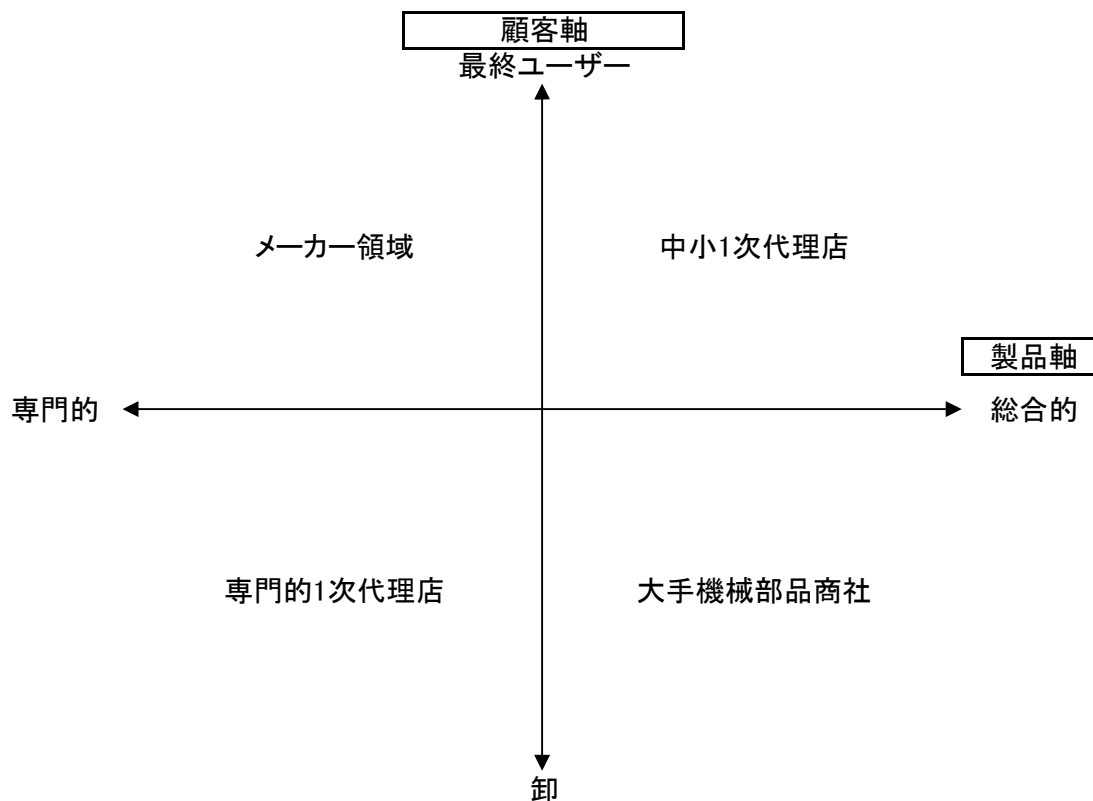 顧客軸
最終ユーザー
メーカー領域
中小1次代理店
製品軸
専門的
総合的
専門的1次代理店
大手機械部品商社
卸